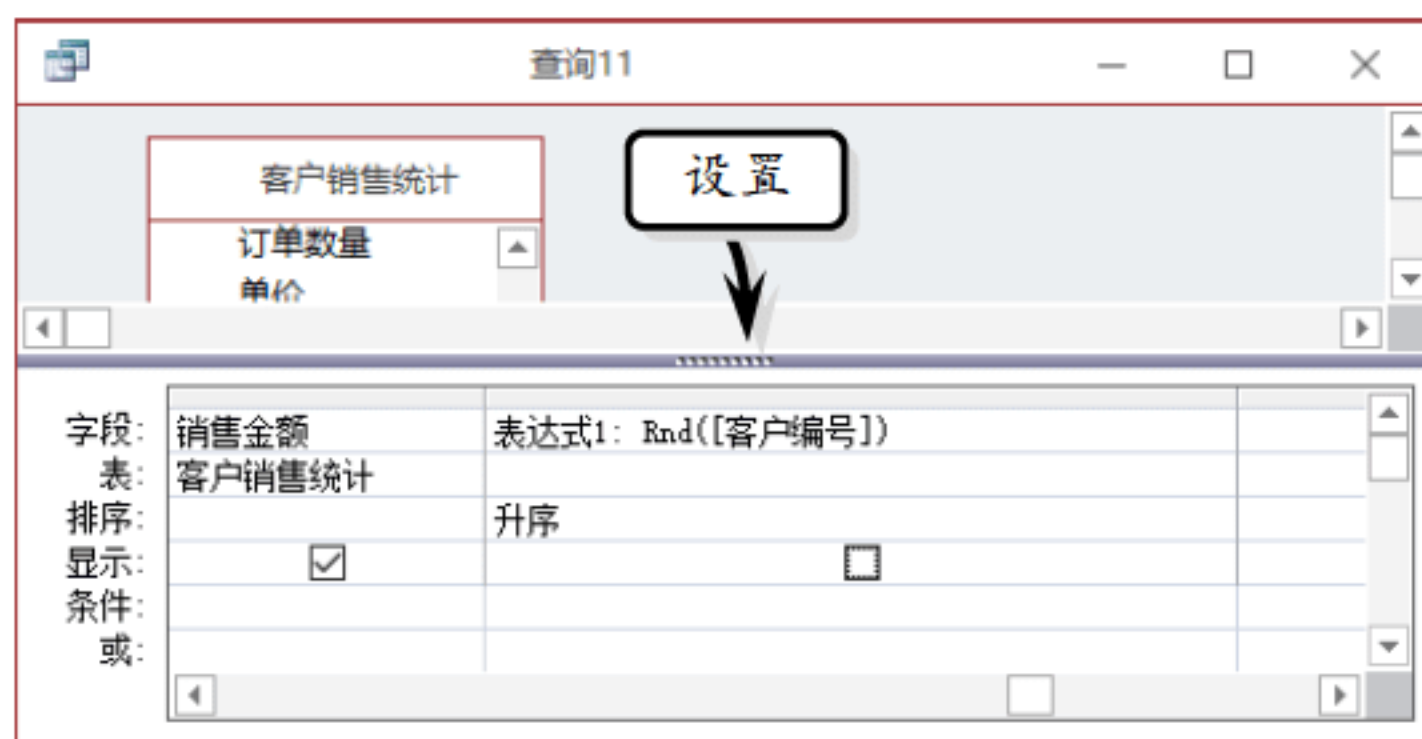 查询11
客户销售统计
设置
订单数量
单价
字段: 销售金额 表达式1: Rnd([客户编号])
表: 客户销售统计
排序: 升序
显示:
条件:
或: